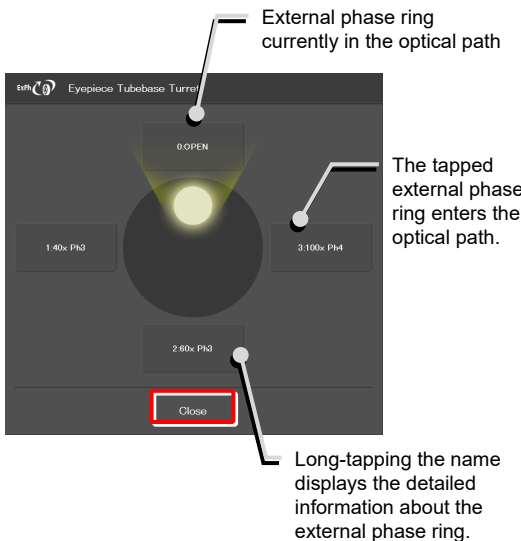 External phase ring
currently in the optical path
ExPh Eyepiece Tubebase Turret
0:OPEN
The tapped
external phase
ring enters the
optical path.
1:40x Ph3
3:100x Ph4
2:60x Ph3
Close
Long-tapping the name
displays the detailed
information about the
external phase ring.